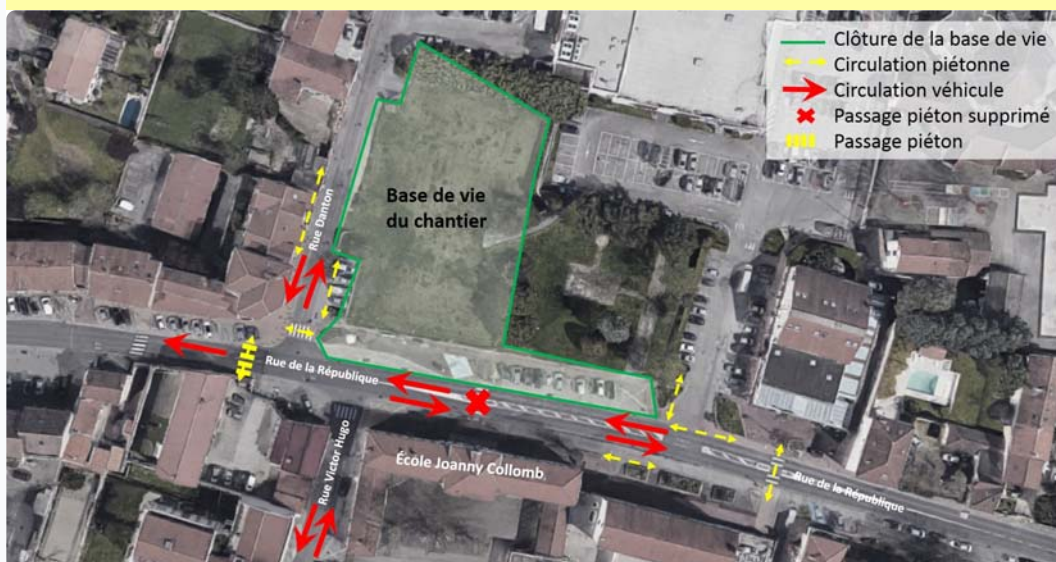 Clôture de la base de vie
Circulation piétonne
Circulation véhicule
Passage piéton supprimé
Passage piéton
Base de vie
du chantier
Rue Danton
Rue de la République
Rue Victor Hugo
École Joanny Collomb
Rue de la République